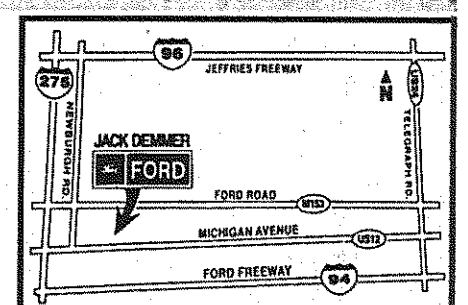 96
JEFFRIES FREEWAY
275
N
NEWBURGH RD.
TELEGRAPH RD.
JACK DEMMER
FORD
FORD ROAD
M153
MICHIGAN AVENUE
US12
FORD FREEWAY
94